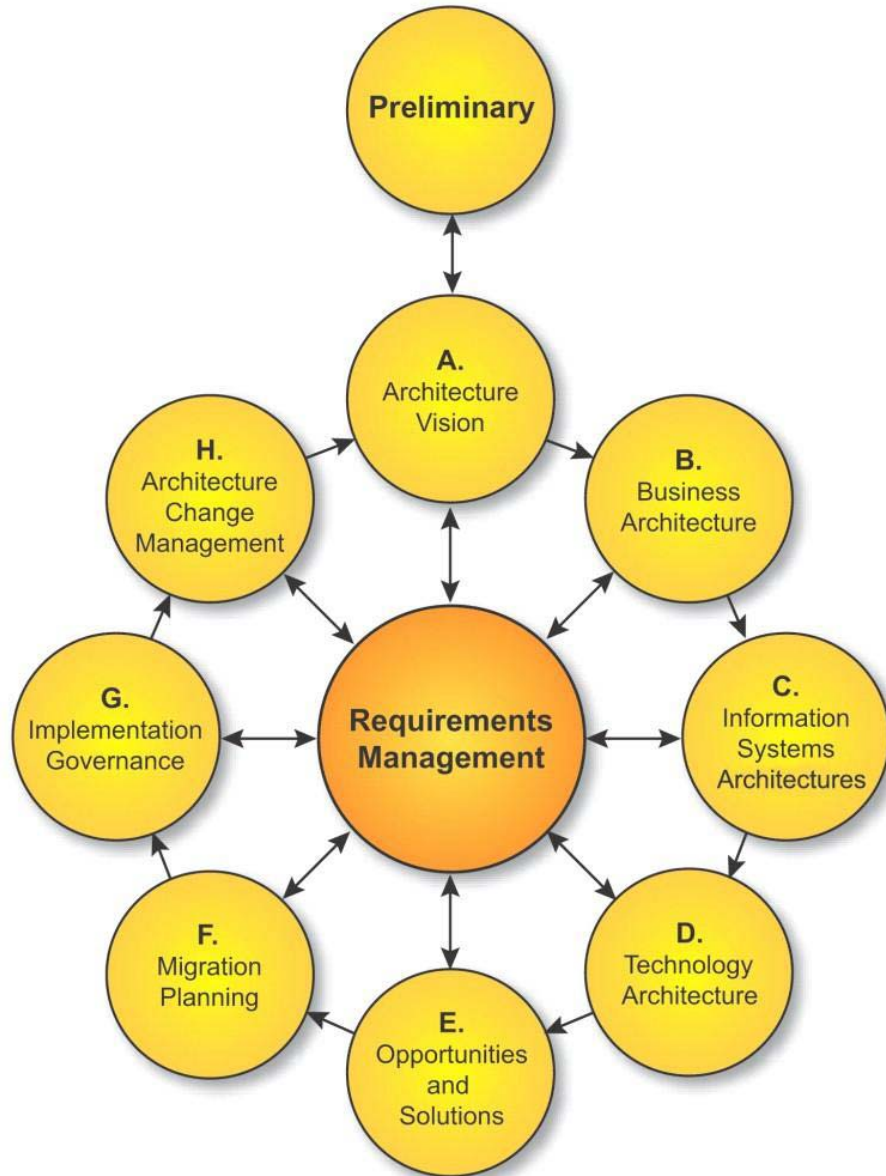 Preliminary
A.
Architecture
Vision
B.
Business
Architecture
C.
Information
Systems
Architectures
D.
Technology
Architecture
E.
Opportunities
and
Solutions
F.
Migration
Planning
G.
Implementation
Governance
H.
Architecture
Change
Management
Requirements
Management